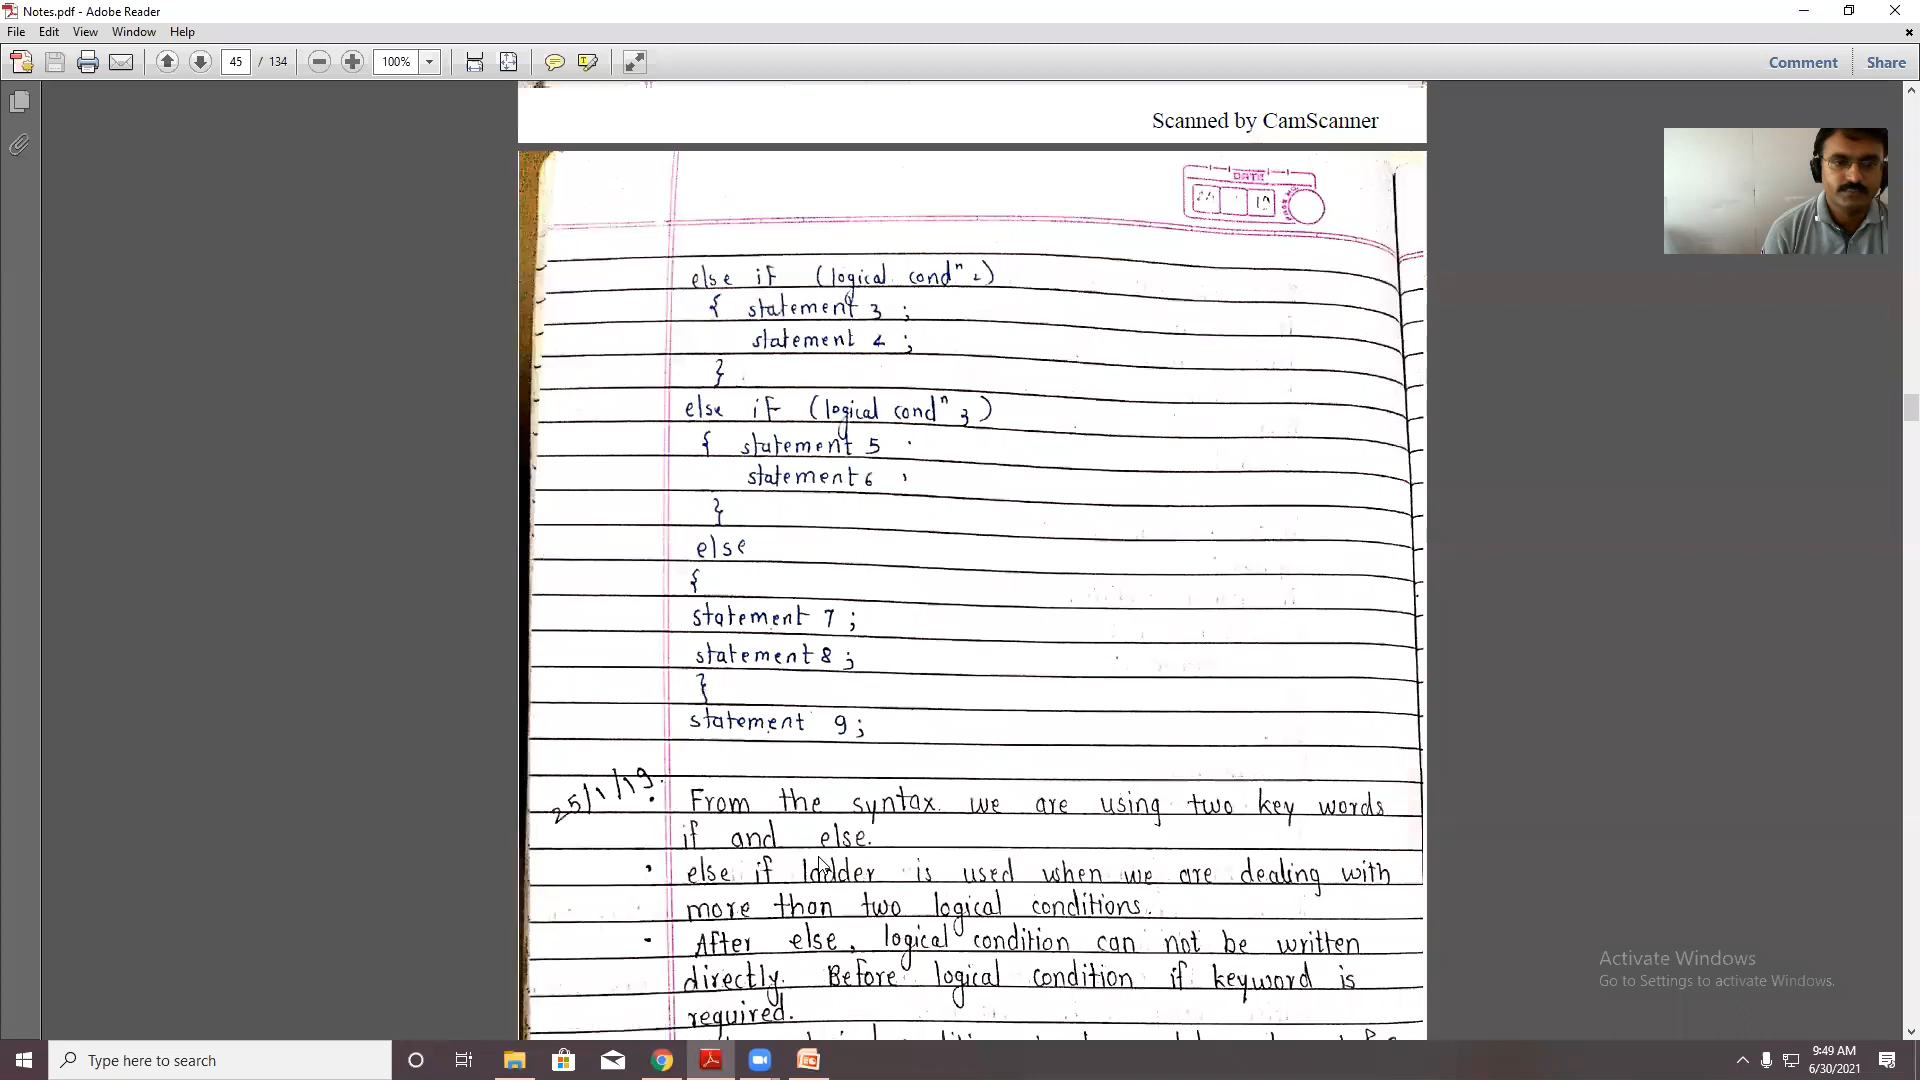 Notes.pdf - Adobe Reader
File Edit View Window Help
45 / 134 100% Comment Share
Scanned by CamScanner
DATE
19
else if (logical condⁿ 2)
{ statement 3 ;
statement 4 ;
}
else if (logical condⁿ 3)
{ statement 5
statement 6
}
else
{
statement 7 ;
statement 8 ;
}
statement 9 ;
25/1/19
From the syntax we are using two key words
if and else.
else if ladder is used when we are dealing with
more than two logical conditions.
After else, logical condition can not be written
directly. Before logical condition if keyword is
required.
Activate Windows
Go to Settings to activate Windows.
Type here to search
9:49 AM
6/30/2021